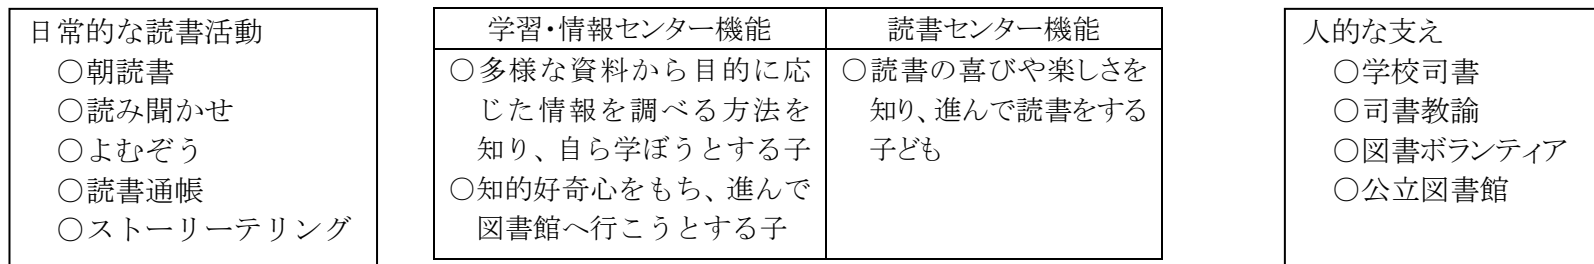 日常的な読書活動
○朝読書
○読み聞かせ
○よむぞう
○読書通帳
○ストーリーテリング
学習・情報センター機能
○多様な資料から目的に応
じた情報を調べる方法を
知り、自ら学ぼうとする子
○知的好奇心をもち、進んで
図書館へ行こうとする子
読書センター機能
○読書の喜びや楽しさを
知り、進んで読書をする
子ども
人的な支え
○学校司書
○司書教諭
○図書ボランティア
○公立図書館